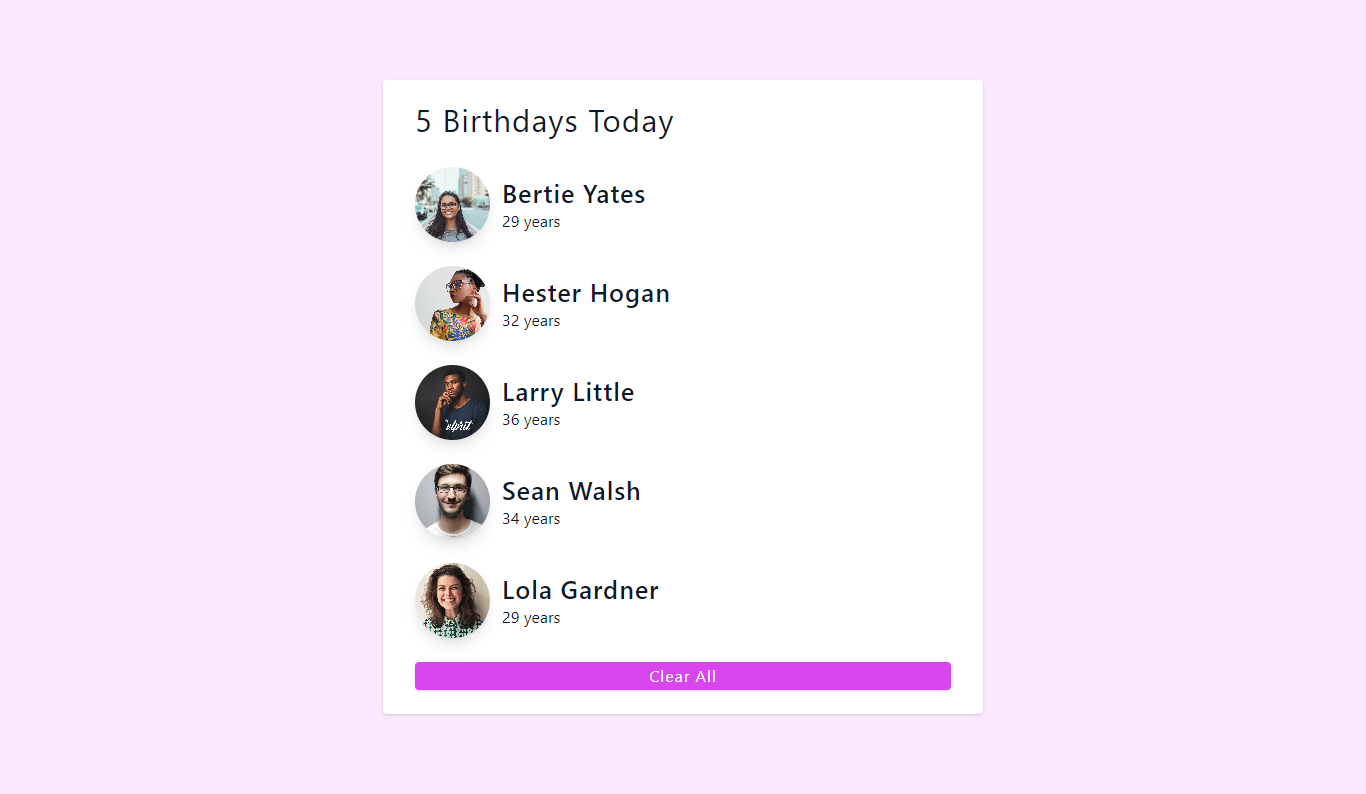 5 Birthdays Today
Bertie Yates
29 years
Hester Hogan
32 years
Larry Little
36 years
Sean Walsh
34 years
Lola Gardner
29 years
Clear All